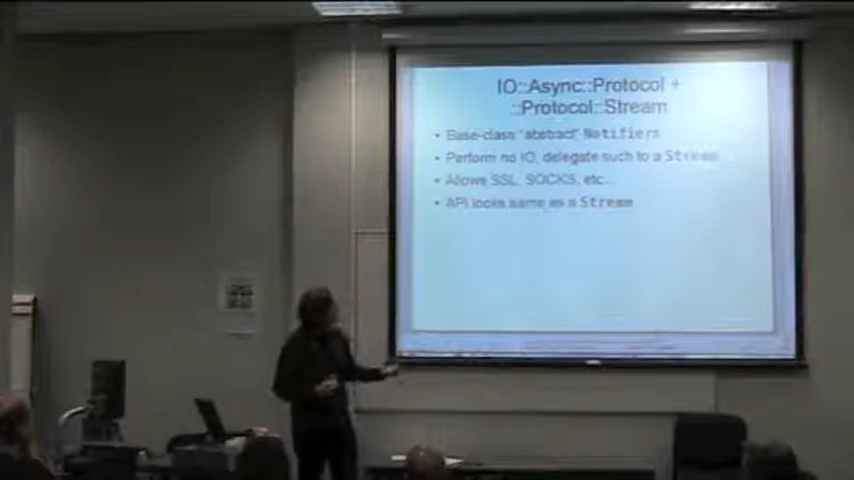 IO::Async::Protocol +
::Protocol::Stream
• Base-class "abstract" Notifiers
• Perform no IO, delegate such to a Stream
• Allows SSL, SOCKS, etc...
• API looks same as a Stream